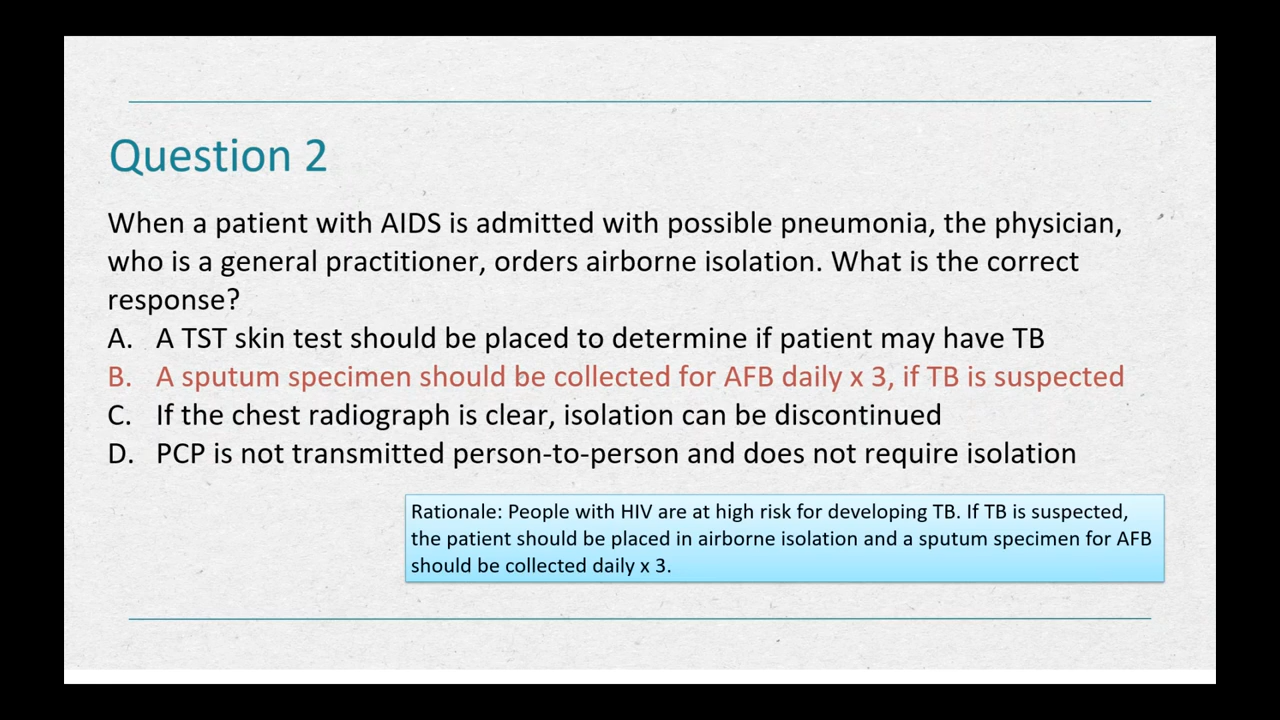 Question 2
When a patient with AIDS is admitted with possible pneumonia, the physician,
who is a general practitioner, orders airborne isolation. What is the correct
response?
A. A TST skin test should be placed to determine if patient may have TB
B. A sputum specimen should be collected for AFB daily x 3, if TB is suspected
C. If the chest radiograph is clear, isolation can be discontinued
D. PCP is not transmitted person-to-person and does not require isolation
Rationale: People with HIV are at high risk for developing TB. If TB is suspected,
the patient should be placed in airborne isolation and a sputum specimen for AFB
should be collected daily x 3.